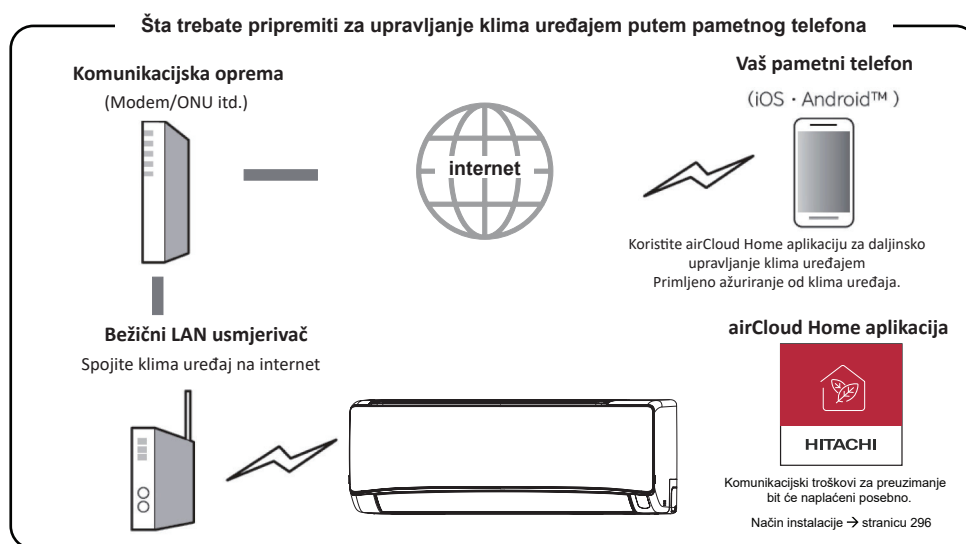 Šta trebate pripremiti za upravljanje klima uređajem putem pametnog telefona
Komunikacijska oprema
(Modem/ONU itd.)
internet
Vaš pametni telefon
(iOS・Android™)
Koristite airCloud Home aplikaciju za daljinsko
upravljanje klima uređajem
Primljeno ažuriranje od klima uređaja.
Bežični LAN usmjerivač
Spojite klima uređaj na internet
airCloud Home aplikacija
HITACHI
Komunikacijski troškovi za preuzimanje
bit će naplaćeni posebno.
Način instalacije → stranicu 296